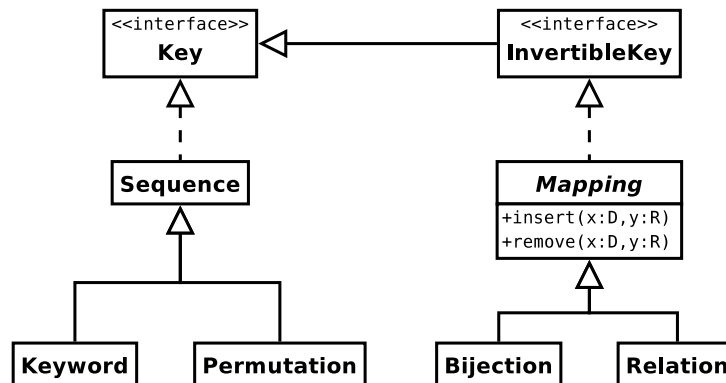 <<interface>>
Key
<<interface>>
InvertibleKey
Sequence
Mapping
+insert(x:D,y:R)
+remove(x:D,y:R)
Keyword
Permutation
Bijection
Relation